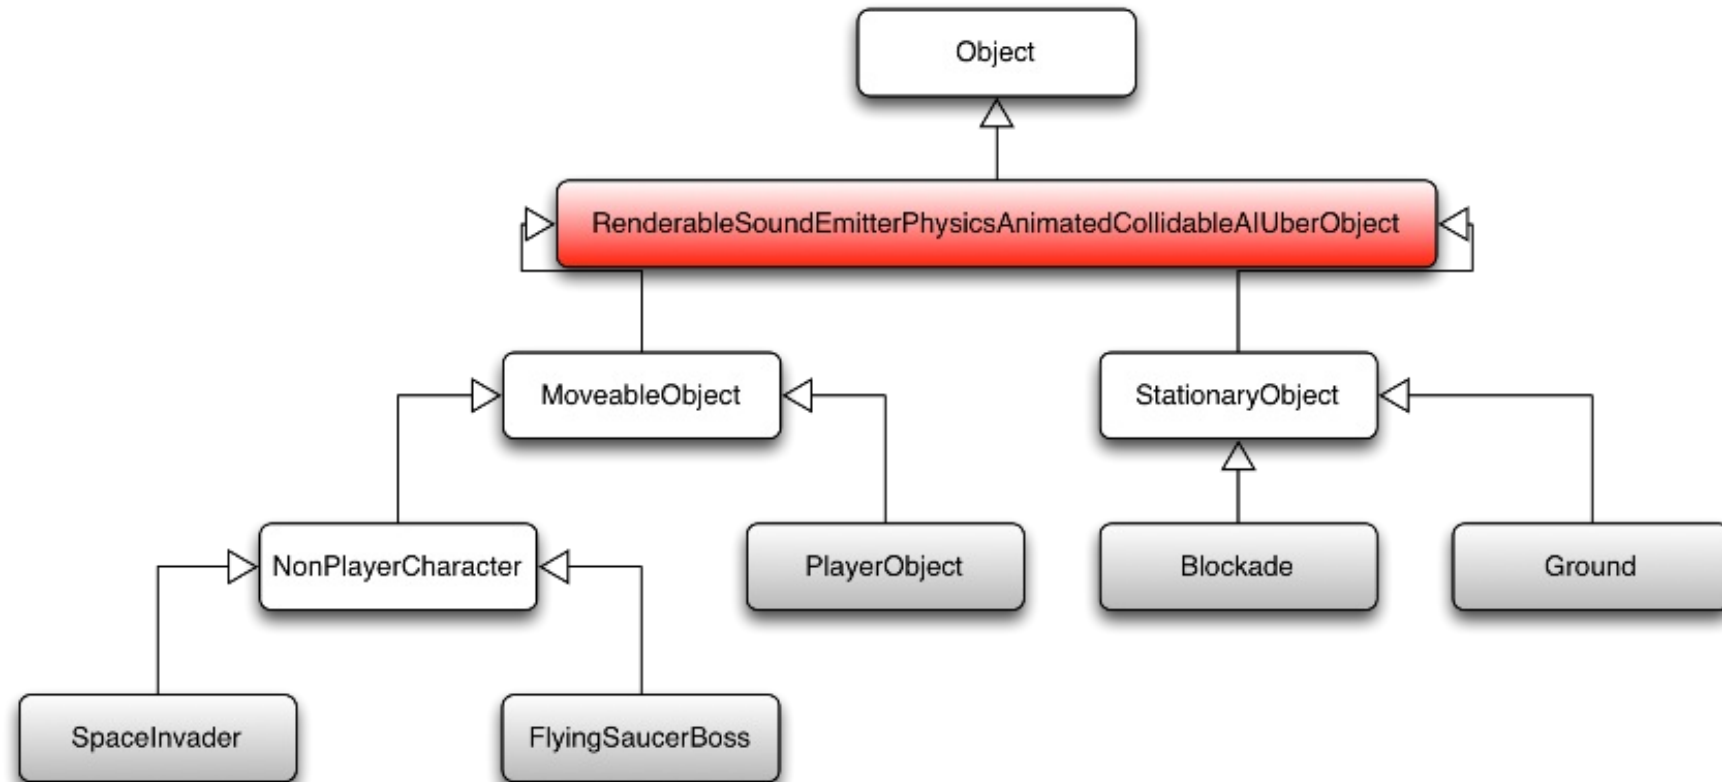 Object
RenderableSoundEmitterPhysicsAnimatedCollidableAIUberObject
MoveableObject
StationaryObject
NonPlayerCharacter
PlayerObject
Blockade
Ground
SpaceInvader
FlyingSaucerBoss